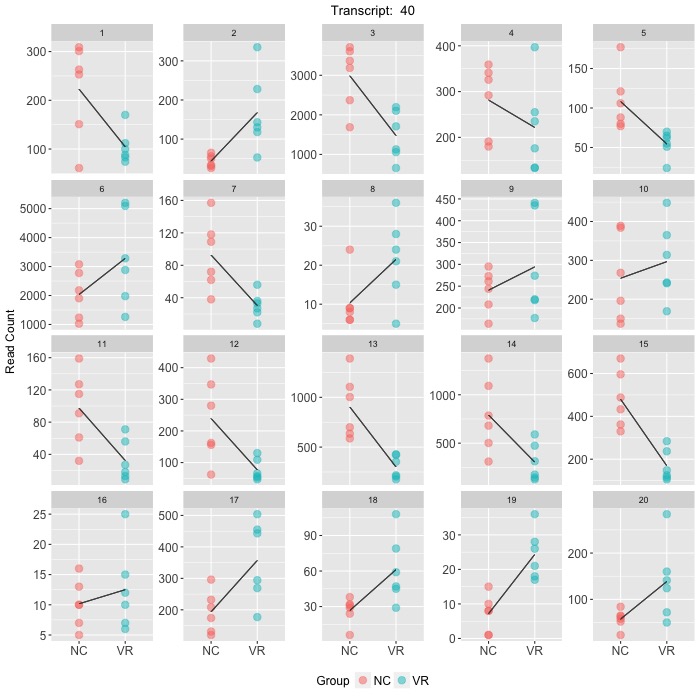 Transcript: 40
1 2 3 4 5
300 200 100
300 200 100
3000 2000 1000
400 300 200
150 100 50
6 7 8 9 10
5000 4000 3000 2000 1000
160 120 80 40
30 20 10
450 400 350 300 250 200
400 300 200
Read Count
11 12 13 14 15
160 120 80 40
400 300 200 100
1000 500
1000 500
600 400 200
16 17 18 19 20
25 20 15 10 5
500 400 300 200
90 60 30
30 20 10 0
200 100
NC VR NC VR NC VR NC VR NC VR
Group NC VR